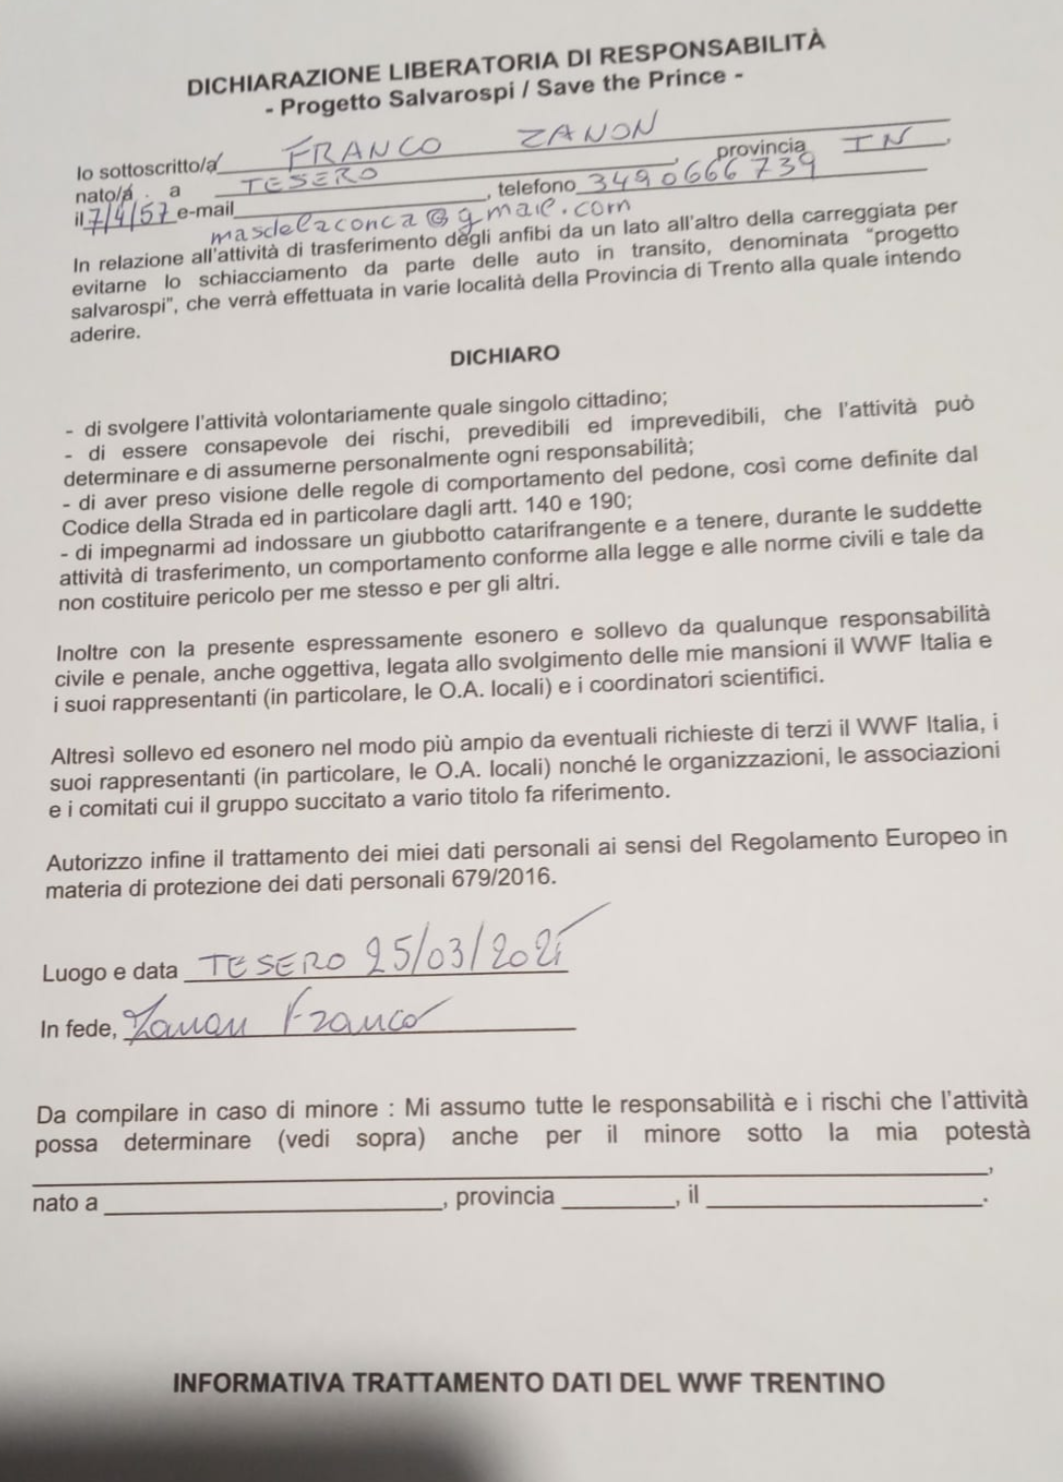 DICHIARAZIONE LIBERATORIA DI RESPONSABILITÀ
- Progetto Salvarospi / Save the Prince -
Io sottoscritto/a FRANCO ZANON
nato/a a TESERO, provincia TN,
il 7/4/57 e-mail masdelaconca@gmail.com, telefono 3490666739
In relazione all'attività di trasferimento degli anfibi da un lato all'altro della carreggiata per
evitarne lo schiacciamento da parte delle auto in transito, denominata “progetto
salvarospi”, che verrà effettuata in varie località della Provincia di Trento alla quale intendo
aderire.
DICHIARO
- di svolgere l'attività volontariamente quale singolo cittadino;
- di essere consapevole dei rischi, prevedibili ed imprevedibili, che l'attività può
determinare e di assumerne personalmente ogni responsabilità;
- di aver preso visione delle regole di comportamento del pedone, così come definite dal
Codice della Strada ed in particolare dagli artt. 140 e 190;
- di impegnarmi ad indossare un giubbotto catarifrangente e a tenere, durante le suddette
attività di trasferimento, un comportamento conforme alla legge e alle norme civili e tale da
non costituire pericolo per me stesso e per gli altri.
Inoltre con la presente espressamente esonero e sollevo da qualunque responsabilità
civile e penale, anche oggettiva, legata allo svolgimento delle mie mansioni il WWF Italia e
i suoi rappresentanti (in particolare, le O.A. locali) e i coordinatori scientifici.
Altresì sollevo ed esonero nel modo più ampio da eventuali richieste di terzi il WWF Italia, i
suoi rappresentanti (in particolare, le O.A. locali) nonché le organizzazioni, le associazioni
e i comitati cui il gruppo succitato a vario titolo fa riferimento.
Autorizzo infine il trattamento dei miei dati personali ai sensi del Regolamento Europeo in
materia di protezione dei dati personali 679/2016.
Luogo e data TESERO 25/03/2021
In fede, Zanon Franco
Da compilare in caso di minore : Mi assumo tutte le responsabilità e i rischi che l'attività
possa determinare (vedi sopra) anche per il minore sotto la mia potestà
,
nato a , provincia , il .
INFORMATIVA TRATTAMENTO DATI DEL WWF TRENTINO